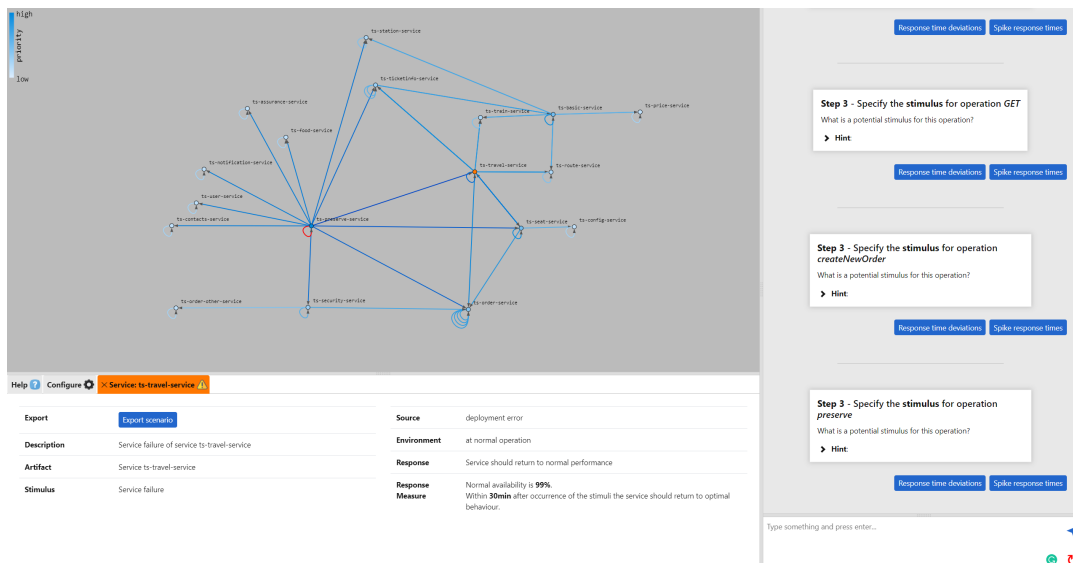 high
priority
low
ts-station-service
ts-ticketinfo-service
ts-assurance-service
ts-train-service
ts-basic-service
ts-price-service
ts-food-service
ts-notification-service
ts-travel-service
ts-route-service
ts-user-service
ts-contacts-service
ts-preserve-service
ts-seat-service
ts-config-service
ts-order-other-service
ts-security-service
ts-order-service
Help ?
Configure
× Service: ts-travel-service
Export
Export scenario
Description
Service failure of service ts-travel-service
Artifact
Service ts-travel-service
Stimulus
Service failure
Source
deployment error
Environment
at normal operation
Response
Service should return to normal performance
Response
Measure
Normal availability is 99%.
Within 30min after occurrence of the stimuli the service should return to optimal
behaviour.
Response time deviations
Spike response times
Step 3 - Specify the stimulus for operation GET
What is a potential stimulus for this operation?
Hint:
Response time deviations
Spike response times
Step 3 - Specify the stimulus for operation
createNewOrder
What is a potential stimulus for this operation?
Hint:
Response time deviations
Spike response times
Step 3 - Specify the stimulus for operation
preserve
What is a potential stimulus for this operation?
Hint:
Response time deviations
Spike response times
Type something and press enter...